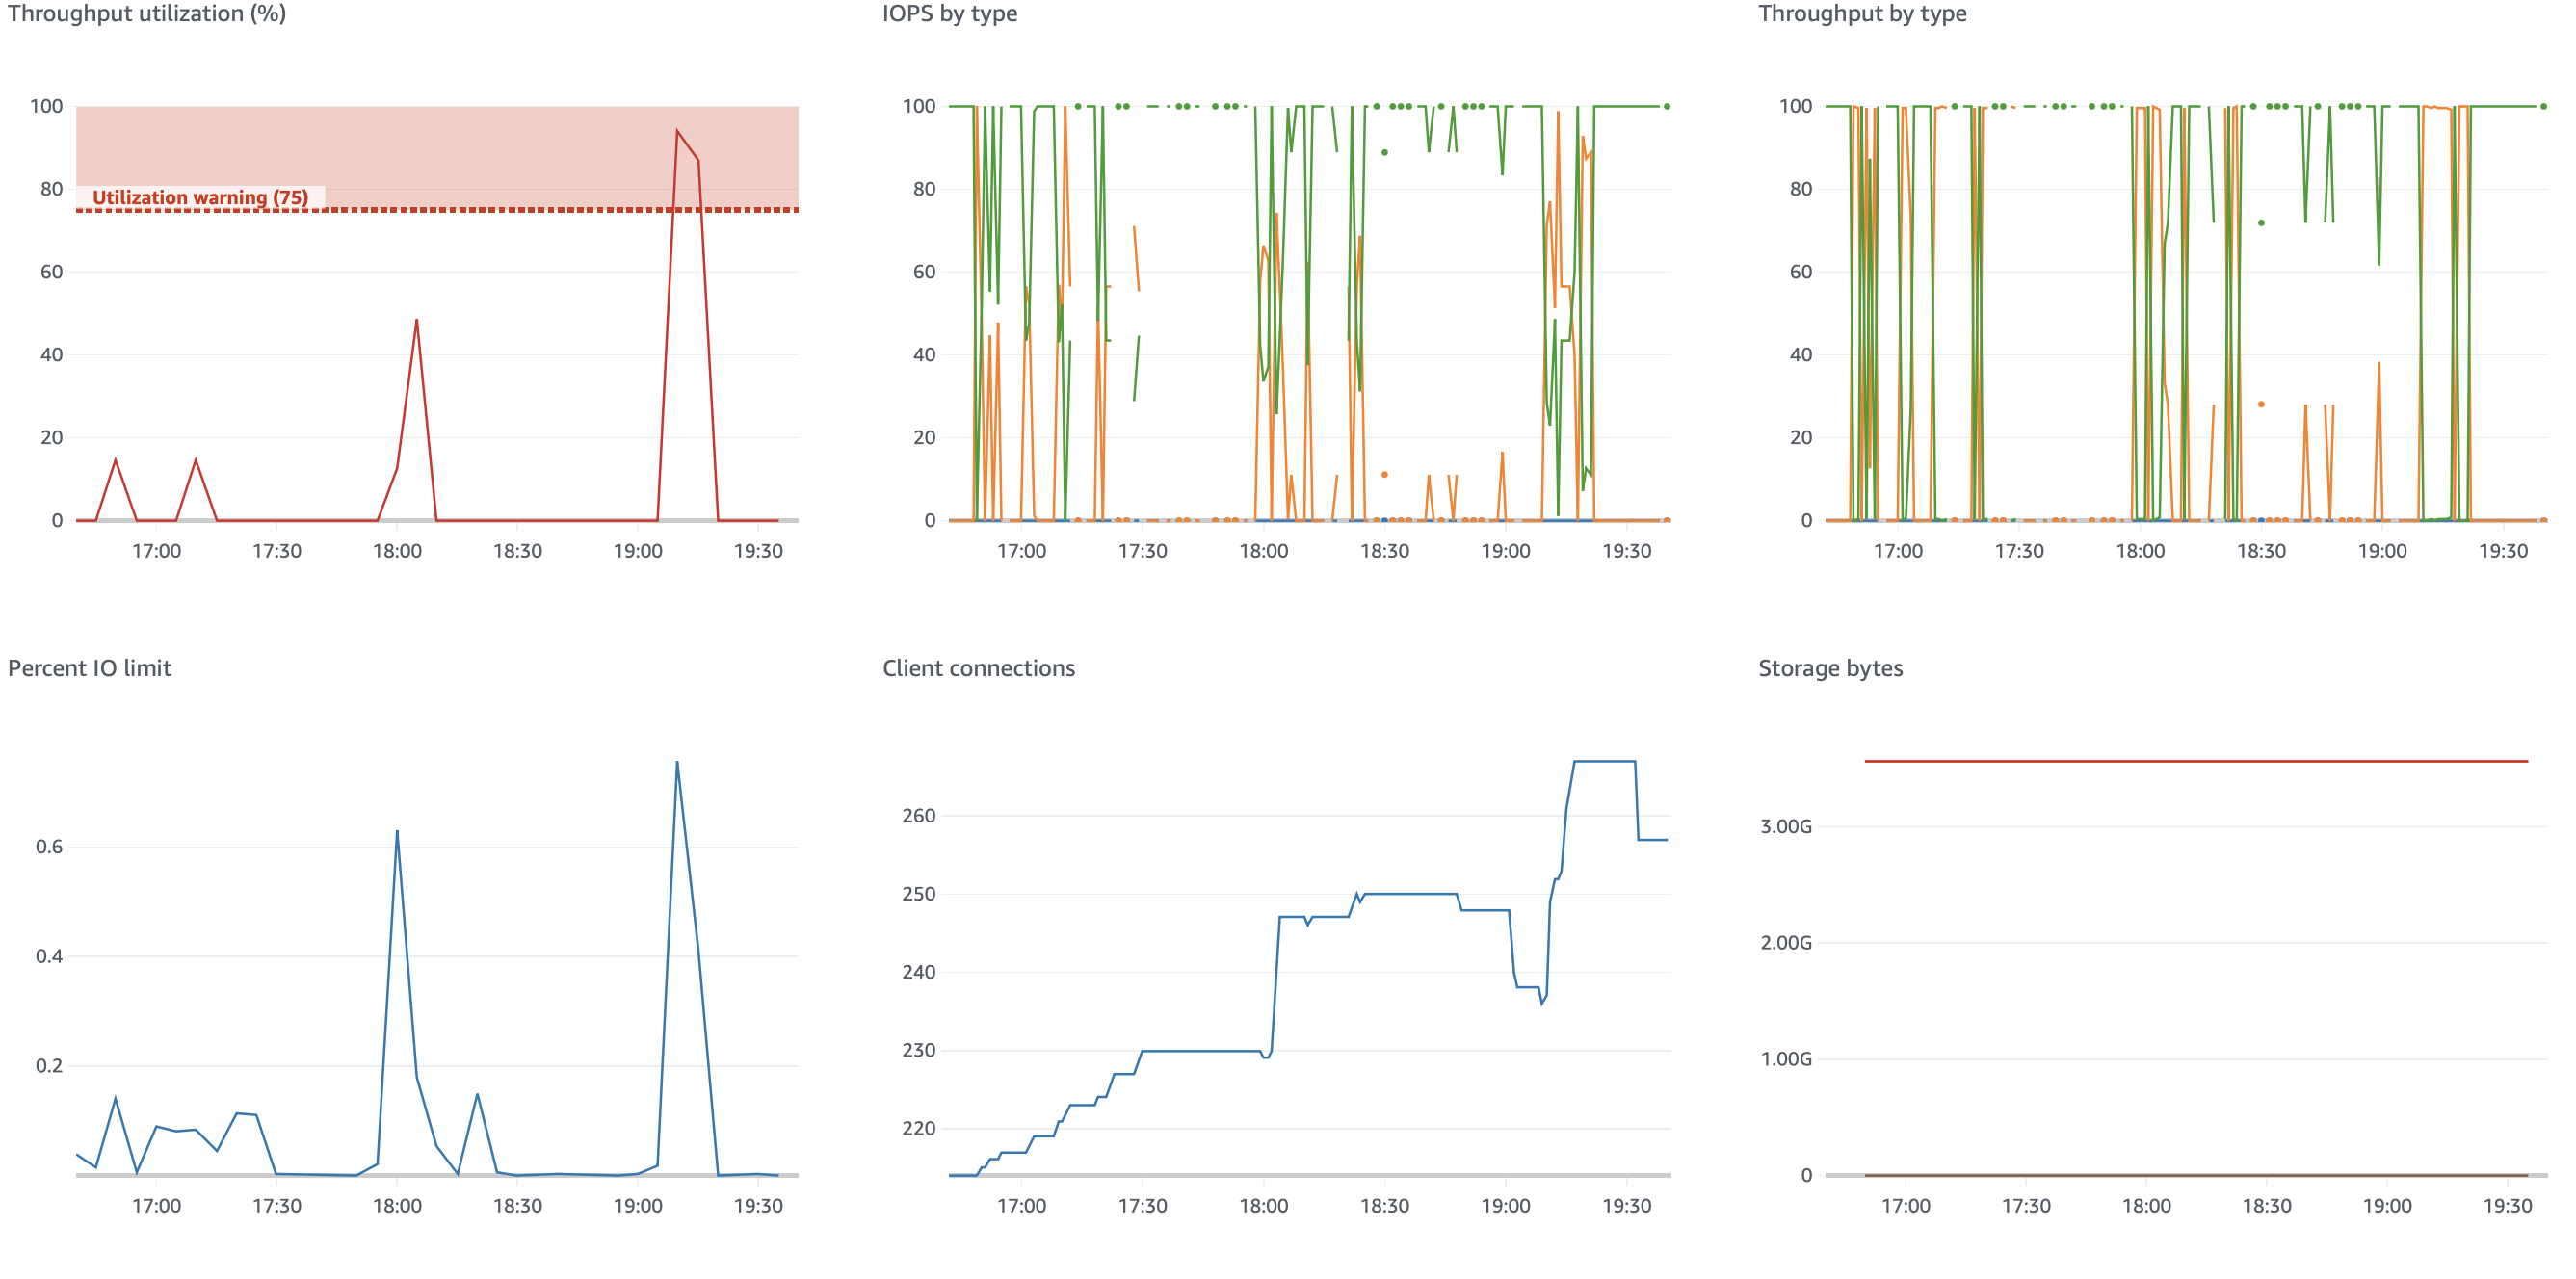 Throughput utilization (%)
100
80
60
40
20
0
Utilization warning (75)
17:00 17:30 18:00 18:30 19:00 19:30
IOPS by type
100
80
60
40
20
0
17:00 17:30 18:00 18:30 19:00 19:30
Throughput by type
100
80
60
40
20
0
17:00 17:30 18:00 18:30 19:00 19:30
Percent IO limit
0.6
0.4
0.2
17:00 17:30 18:00 18:30 19:00 19:30
Client connections
260
250
240
230
220
17:00 17:30 18:00 18:30 19:00 19:30
Storage bytes
3.00G
2.00G
1.00G
0
17:00 17:30 18:00 18:30 19:00 19:30